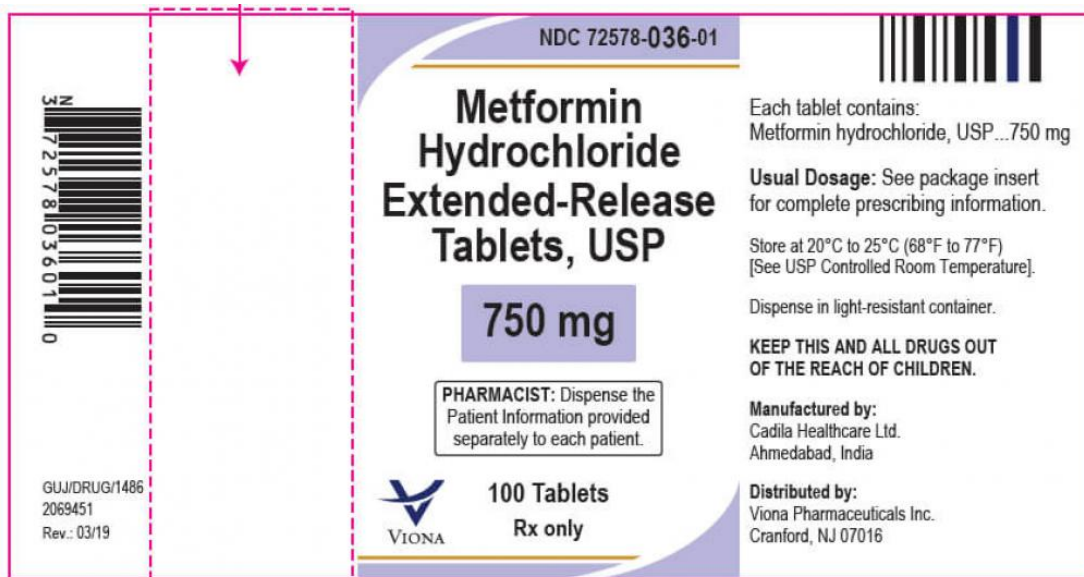 N
3 72578 03601 0
GUJ/DRUG/1486
2069451
Rev.: 03/19
NDC 72578-036-01
Metformin
Hydrochloride
Extended-Release
Tablets, USP
750 mg
PHARMACIST: Dispense the
Patient Information provided
separately to each patient.
VIONA
100 Tablets
Rx only
Each tablet contains:
Metformin hydrochloride, USP...750 mg
Usual Dosage: See package insert
for complete prescribing information.
Store at 20°C to 25°C (68°F to 77°F)
[See USP Controlled Room Temperature].
Dispense in light-resistant container.
KEEP THIS AND ALL DRUGS OUT
OF THE REACH OF CHILDREN.
Manufactured by:
Cadila Healthcare Ltd.
Ahmedabad, India
Distributed by:
Viona Pharmaceuticals Inc.
Cranford, NJ 07016